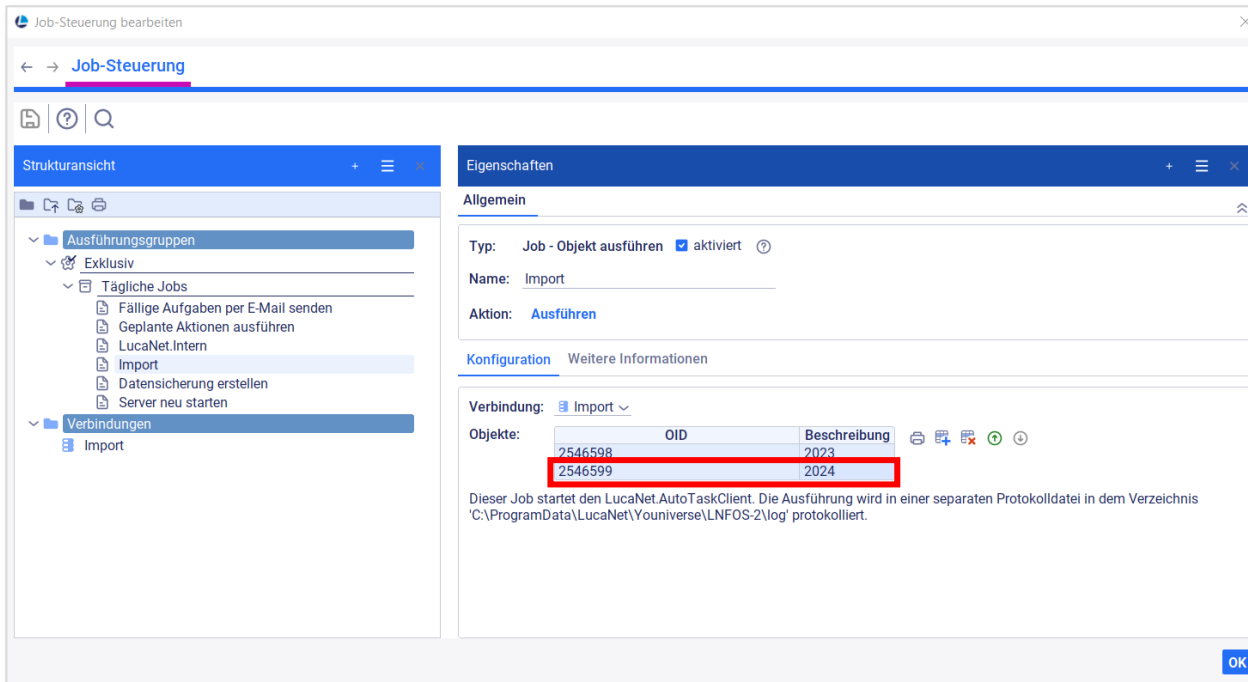 Job-Steuerung bearbeiten
Job-Steuerung
Strukturansicht
Ausführungsgruppen
Exklusiv
Tägliche Jobs
Fällige Aufgaben per E-Mail senden
Geplante Aktionen ausführen
LucaNet.Intern
Import
Datensicherung erstellen
Server neu starten
Verbindungen
Import
Eigenschaften
Allgemein
Typ: Job - Objekt ausführen aktiviert
Name: Import
Aktion: Ausführen
Konfiguration Weitere Informationen
Verbindung: Import
Objekte: OID Beschreibung
2546598 2023
2546599 2024
Dieser Job startet den LucaNet.AutoTaskClient. Die Ausführung wird in einer separaten Protokolldatei in dem Verzeichnis
'C:\ProgramData\LucaNet\Youniverse\LNFOS-2\log' protokolliert.
OK